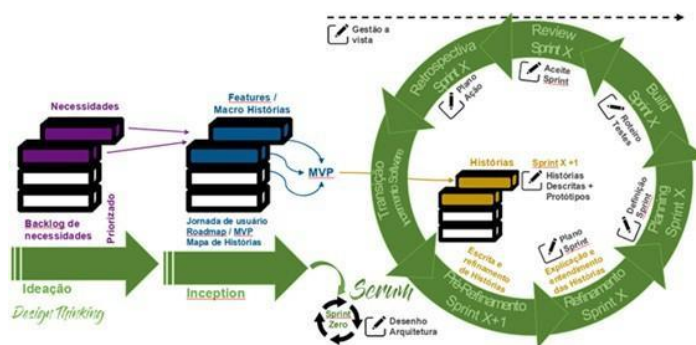 Gestão a
vista
Necessidades
Backlog de
necessidades
Priorizado
Ideação
Design Thinking
Features /
Macro Histórias
MVP
Jornada de usuário
Roadmap / MVP
Mapa de Histórias
Inception
Scrum
Sprint
Zero
Desenho
Arquitetura
Transição
Retrospectiva
Sprint X
Plano
Ação
Review
Sprint X
Aceite
Sprint
Build
Sprint X
Roteiro
Testes
Planning
Sprint X
Definição
Sprint
Refinamento
Sprint X
Plano
Sprint
Explicação e
entendimento
das Histórias
Pré-Refinamento
Sprint X+1
Escrita e
refinamento
de Histórias
Histórias
Sprint X +1
Histórias
Descritas +
Protótipos